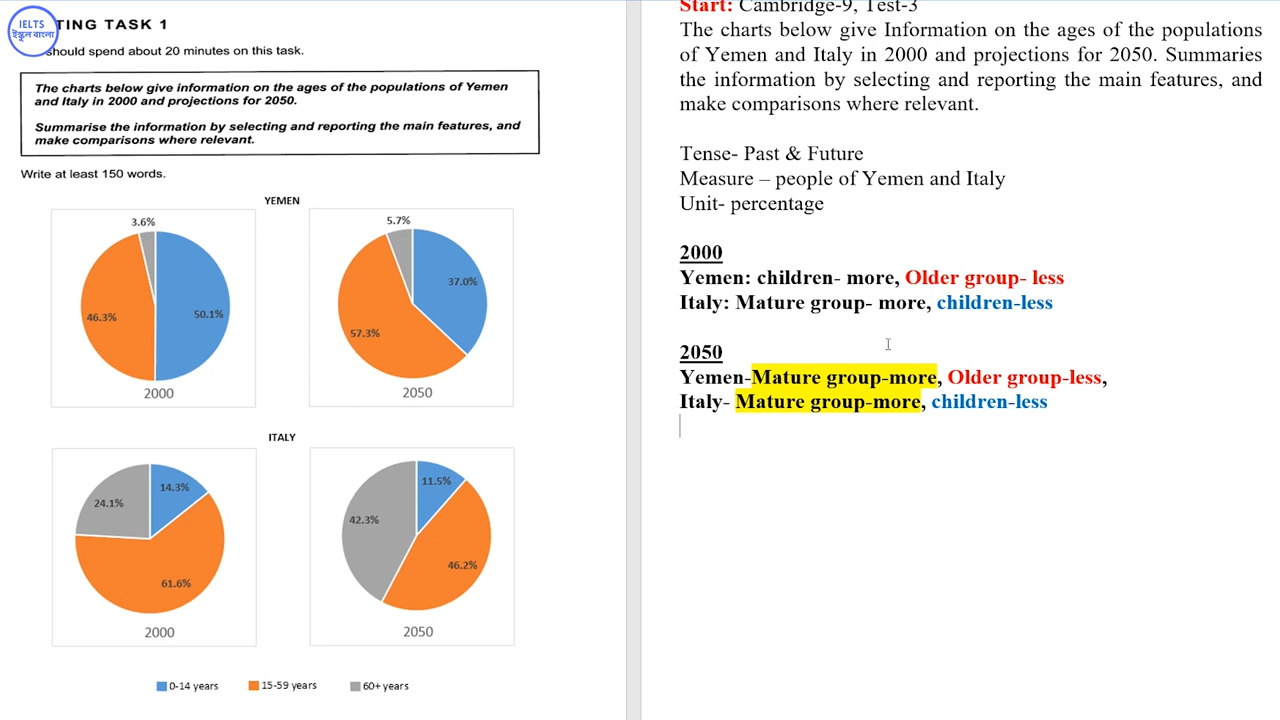 IELTS
ইস্কুল বাংলা
TING TASK 1
should spend about 20 minutes on this task.
The charts below give information on the ages of the populations of Yemen
and Italy in 2000 and projections for 2050.
Summarise the information by selecting and reporting the main features, and
make comparisons where relevant.
Write at least 150 words.
YEMEN
3.6%
46.3%
50.1%
2000
5.7%
37.0%
57.3%
2050
ITALY
14.3%
24.1%
61.6%
2000
11.5%
42.3%
46.2%
2050
0-14 years
15-59 years
60+ years
Start: Cambridge-9, Test-3
The charts below give Information on the ages of the populations
of Yemen and Italy in 2000 and projections for 2050. Summaries
the information by selecting and reporting the main features, and
make comparisons where relevant.
Tense- Past & Future
Measure – people of Yemen and Italy
Unit- percentage
2000
Yemen: children- more, Older group- less
Italy: Mature group- more, children-less
2050
Yemen-Mature group-more, Older group-less,
Italy- Mature group-more, children-less